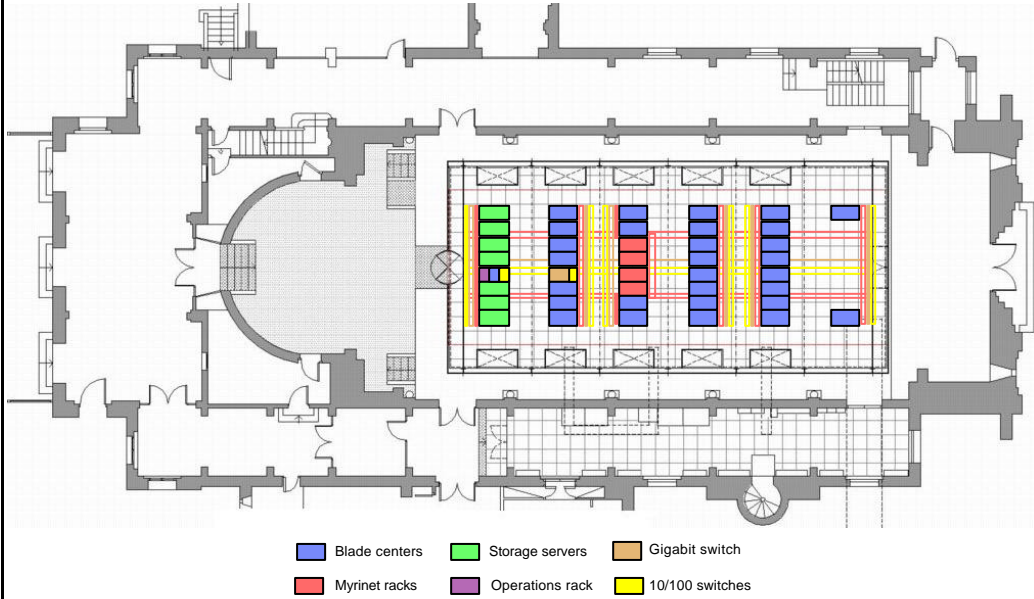 Blade centers Storage servers Gigabit switch
Myrinet racks Operations rack 10/100 switches